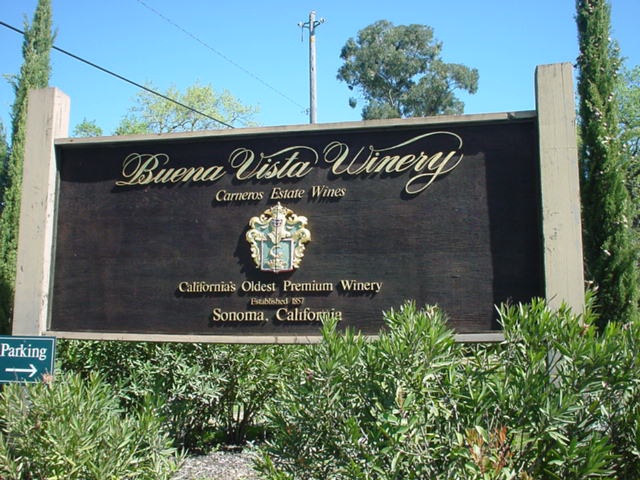 Buena Vista Winery
Carneros Estate Wines
California's Oldest Premium Winery
Established 1857
Sonoma, California
Parking
→